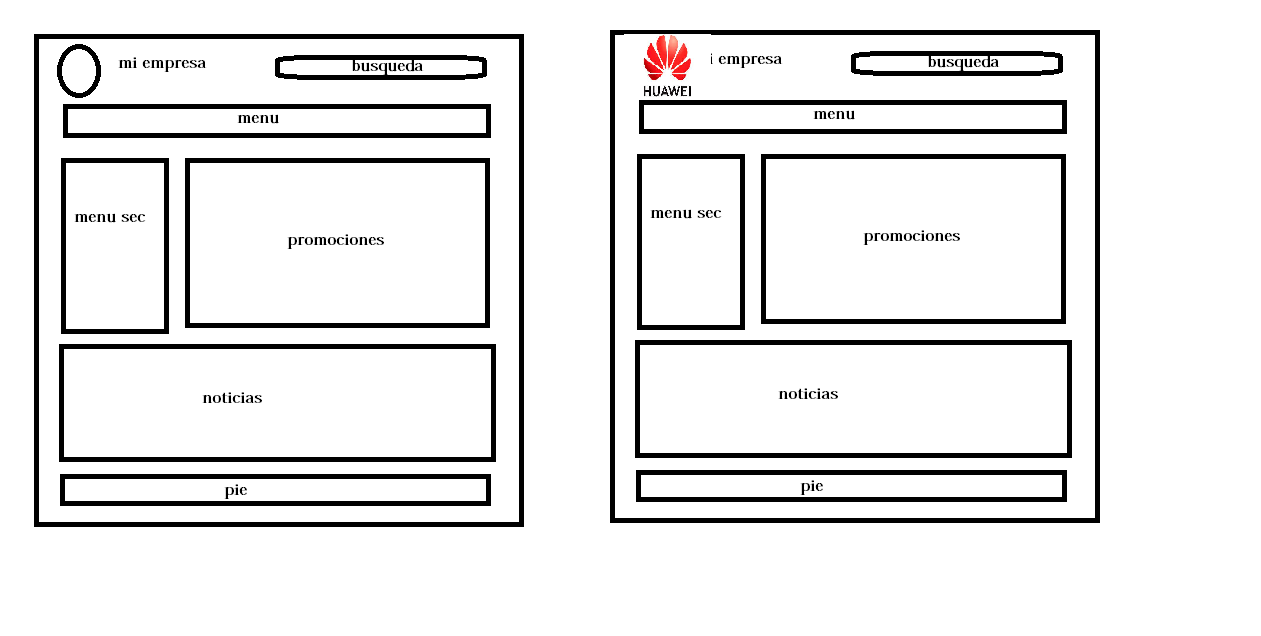 mi empresa
busqueda
menu
menu sec
promociones
noticias
pie
HUAWEI
i empresa
busqueda
menu
menu sec
promociones
noticias
pie